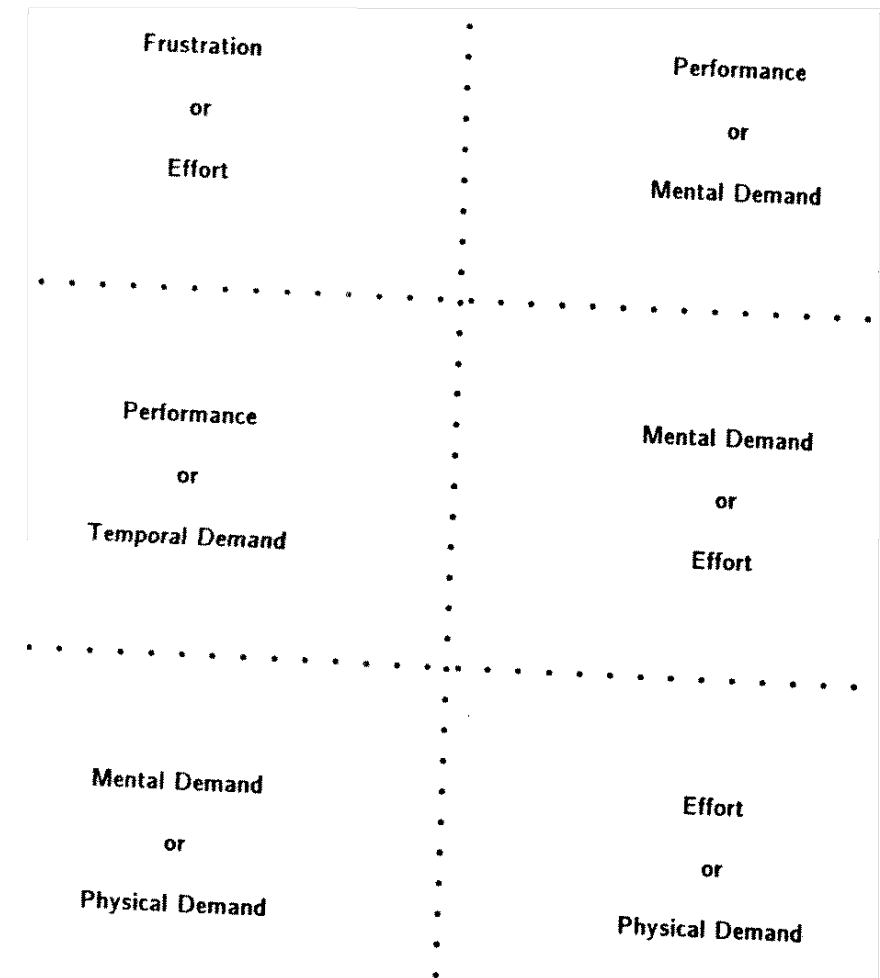 Frustration
or
Effort
Performance
or
Mental Demand
Performance
or
Temporal Demand
Mental Demand
or
Effort
Mental Demand
or
Physical Demand
Effort
or
Physical Demand